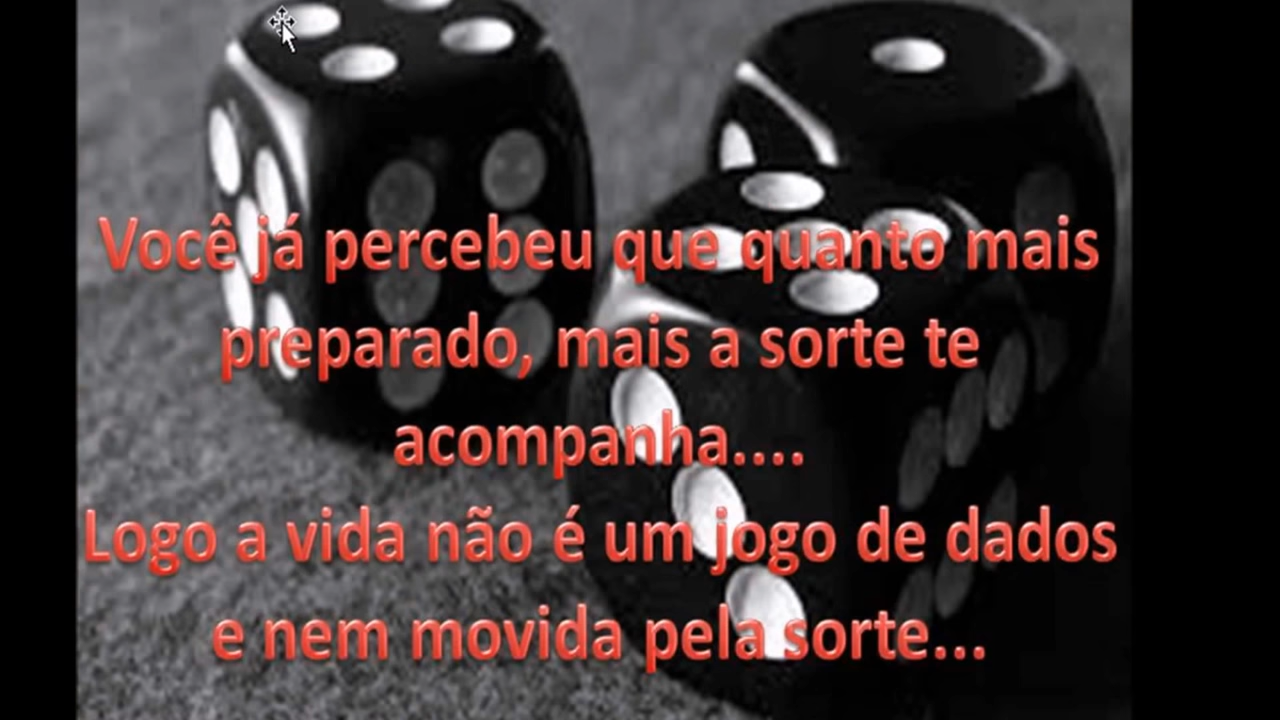 Você já percebeu que quanto mais
preparado, mais a sorte te
acompanha....
Logo a vida não é um jogo de dados
e nem movida pela sorte...